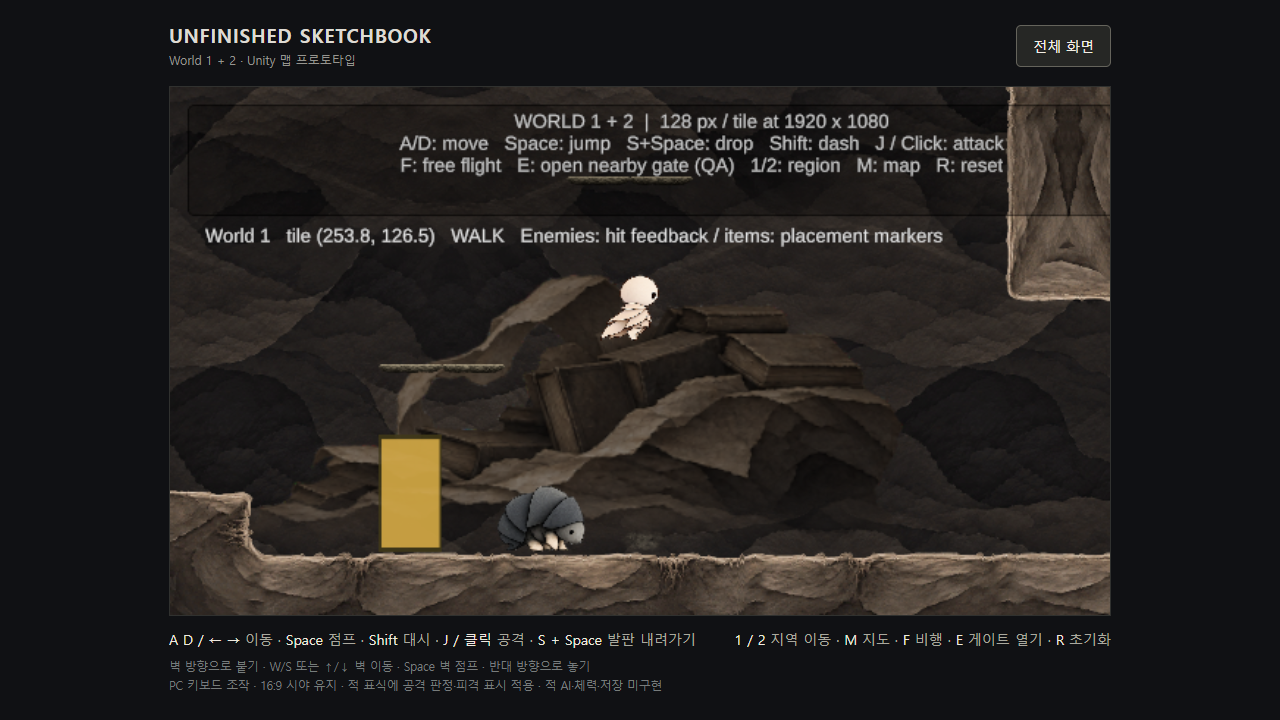 UNFINISHED SKETCHBOOK
World 1 + 2 · Unity 맵 프로토타입
전체 화면
WORLD 1 + 2 | 128 px / tile at 1920 x 1080
A/D: move Space: jump S+Space: drop Shift: dash J / Click: attack
F: free flight E: open nearby gate (QA) 1/2: region M: map R: reset
World 1 tile (253.8, 126.5) WALK Enemies: hit feedback / items: placement markers
A D / ← → 이동 · Space 점프 · Shift 대시 · J / 클릭 공격 · S + Space 발판 내려가기
1 / 2 지역 이동 · M 지도 · F 비행 · E 게이트 열기 · R 초기화
벽 방향으로 붙기 · W/S 또는 ↑/↓ 벽 이동 · Space 벽 점프 · 반대 방향으로 놓기
PC 키보드 조작 · 16:9 시야 유지 · 적 표식에 공격 판정·피격 표시 적용 · 적 AI·체력·저장 미구현